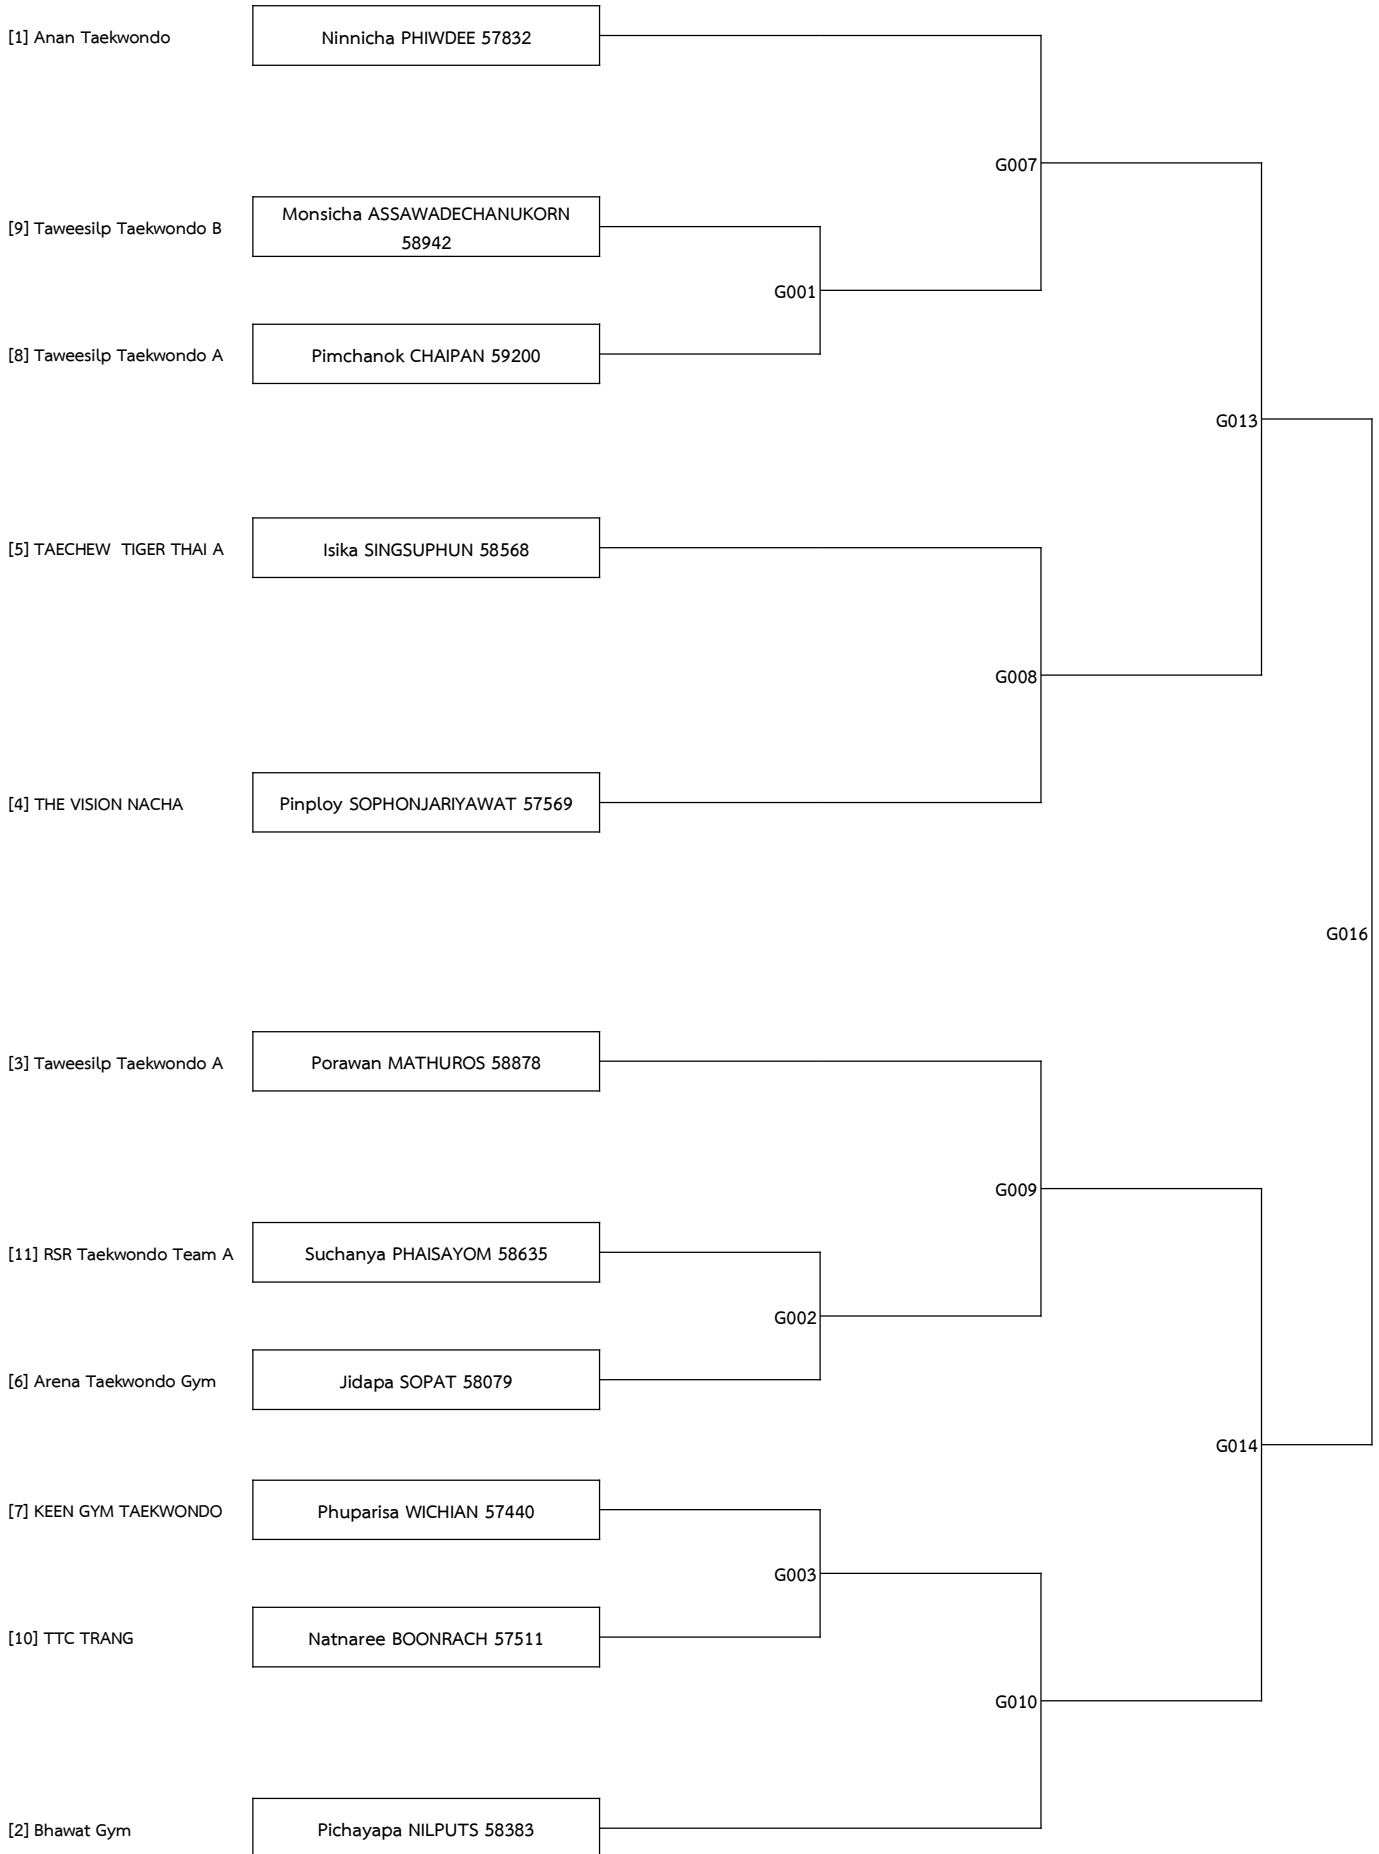 [1] Anan Taekwondo
Ninnicha PHIWDEE 57832
G007
[9] Taweesilp Taekwondo B
Monsicha ASSAWADECHANUKORN
58942
G001
[8] Taweesilp Taekwondo A
Pimchanok CHAIPAN 59200
G013
[5] TAECHEW  TIGER THAI A
Isika SINGSUPHUN 58568
G008
[4] THE VISION NACHA
Pinploy SOPHONJARIYAWAT 57569
G016
[3] Taweesilp Taekwondo A
Porawan MATHUROS 58878
G009
[11] RSR Taekwondo Team A
Suchanya PHAISAYOM 58635
G002
[6] Arena Taekwondo Gym
Jidapa SOPAT 58079
G014
[7] KEEN GYM TAEKWONDO
Phuparisa WICHIAN 57440
G003
[10] TTC TRANG
Natnaree BOONRACH 57511
G010
[2] Bhawat Gym
Pichayapa NILPUTS 58383